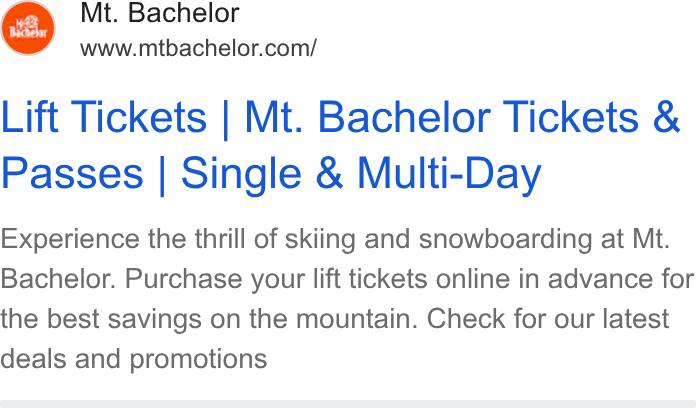 Mt. Bachelor
Mt. Bachelor
www.mtbachelor.com/
Lift Tickets | Mt. Bachelor Tickets &
Passes | Single & Multi-Day
Experience the thrill of skiing and snowboarding at Mt.
Bachelor. Purchase your lift tickets online in advance for
the best savings on the mountain. Check for our latest
deals and promotions